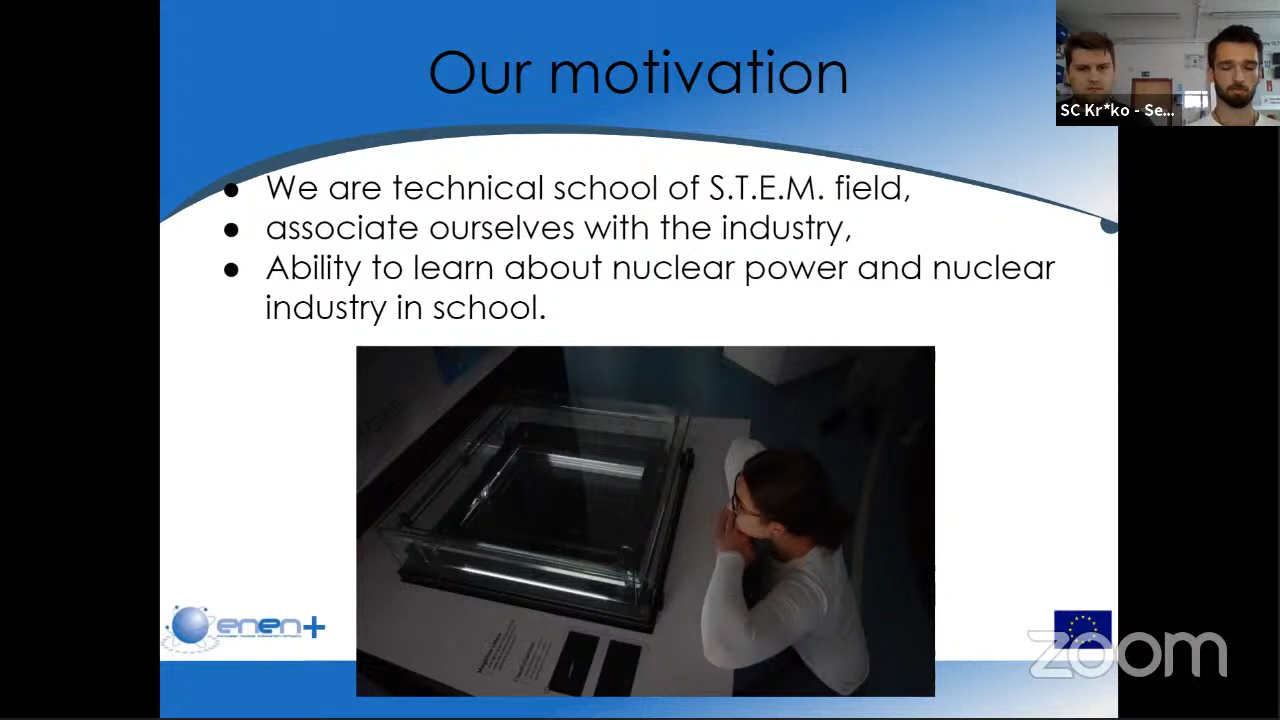 Our motivation
SC Kr*ko - Se...
● We are technical school of S.T.E.M. field,
● associate ourselves with the industry,
● Ability to learn about nuclear power and nuclear
industry in school.
enen+
zoom